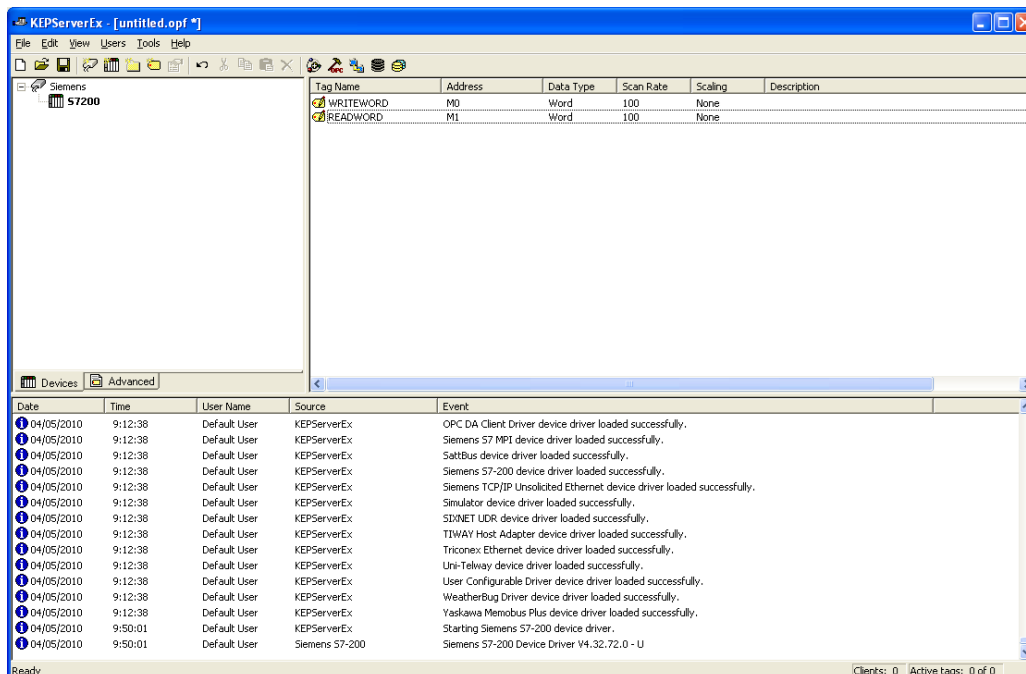 KEPServerEx - [untitled.opf *]
File Edit View Users Tools Help
Siemens
S7200
Tag Name Address Data Type Scan Rate Scaling Description
WRITEWORD M0 Word 100 None
READWORD M1 Word 100 None
Devices Advanced
Date Time User Name Source Event
04/05/2010 9:12:38 Default User KEPServerEx OPC DA Client Driver device driver loaded successfully.
04/05/2010 9:12:38 Default User KEPServerEx Siemens S7 MPI device driver loaded successfully.
04/05/2010 9:12:38 Default User KEPServerEx SattBus device driver loaded successfully.
04/05/2010 9:12:38 Default User KEPServerEx Siemens S7-200 device driver loaded successfully.
04/05/2010 9:12:38 Default User KEPServerEx Siemens TCP/IP Unsolicited Ethernet device driver loaded successfully.
04/05/2010 9:12:38 Default User KEPServerEx Simulator device driver loaded successfully.
04/05/2010 9:12:38 Default User KEPServerEx SIXNET UDR device driver loaded successfully.
04/05/2010 9:12:38 Default User KEPServerEx TIWAY Host Adapter device driver loaded successfully.
04/05/2010 9:12:38 Default User KEPServerEx Triconex Ethernet device driver loaded successfully.
04/05/2010 9:12:38 Default User KEPServerEx Uni-Telway device driver loaded successfully.
04/05/2010 9:12:38 Default User KEPServerEx User Configurable Driver device driver loaded successfully.
04/05/2010 9:12:38 Default User KEPServerEx WeatherBug Driver device driver loaded successfully.
04/05/2010 9:12:38 Default User KEPServerEx Yaskawa Memobus Plus device driver loaded successfully.
04/05/2010 9:50:01 Default User KEPServerEx Starting Siemens S7-200 device driver.
04/05/2010 9:50:01 Default User Siemens S7-200 Siemens S7-200 Device Driver V4.32.72.0 - U
Ready Clients: 0 Active tags: 0 of 0